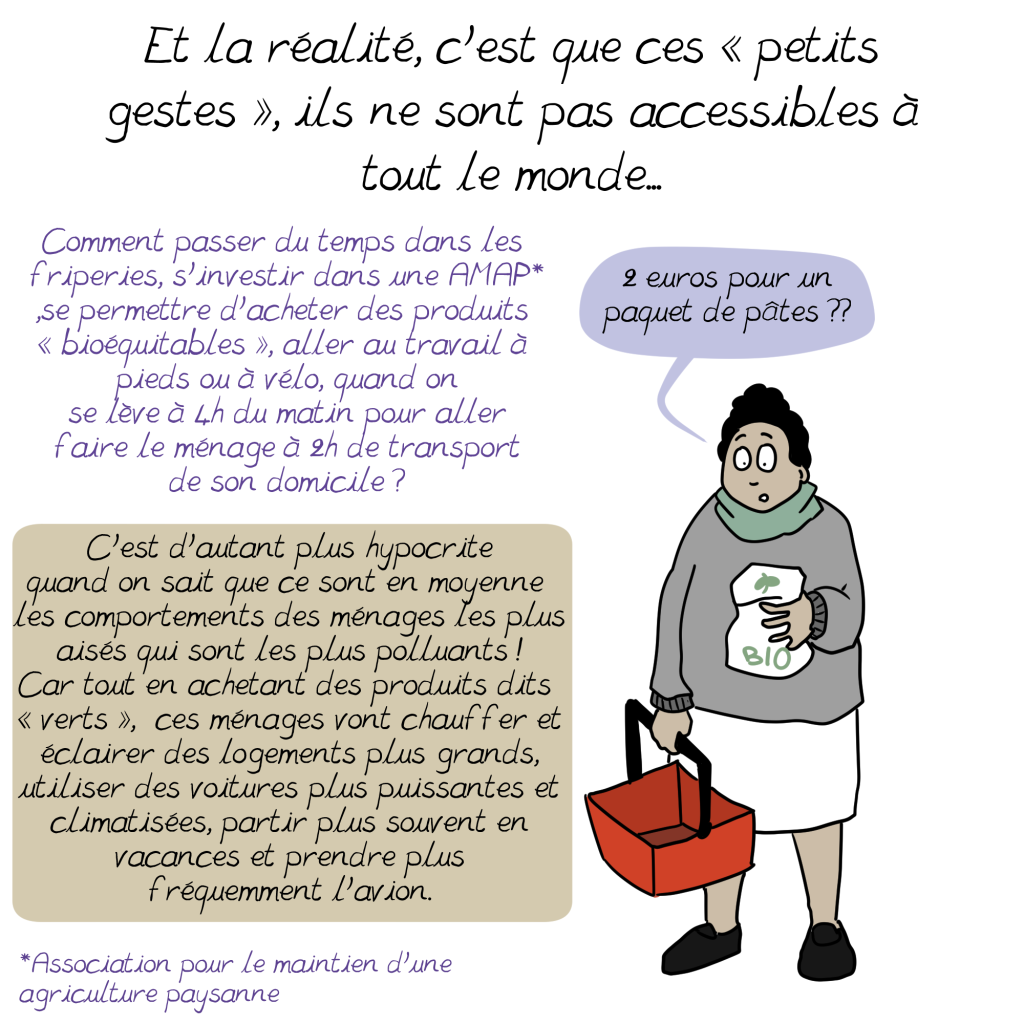 Et la réalité, c'est que ces « petits
gestes », ils ne sont pas accessibles à
tout le monde...
Comment passer du temps dans les
friperies, s'investir dans une AMAP*
,se permettre d'acheter des produits
« bioéquitables », aller au travail à
pieds ou à vélo, quand on
se lève à 4h du matin pour aller
faire le ménage à 2h de transport
de son domicile ?
2 euros pour un
paquet de pâtes ??
BIO
C'est d'autant plus hypocrite
quand on sait que ce sont en moyenne
les comportements des ménages les plus
aisés qui sont les plus polluants !
Car tout en achetant des produits dits
« verts », ces ménages vont chauffer et
éclairer des logements plus grands,
utiliser des voitures plus puissantes et
climatisées, partir plus souvent en
vacances et prendre plus
fréquemment l'avion.
*Association pour le maintien d'une
agriculture paysanne